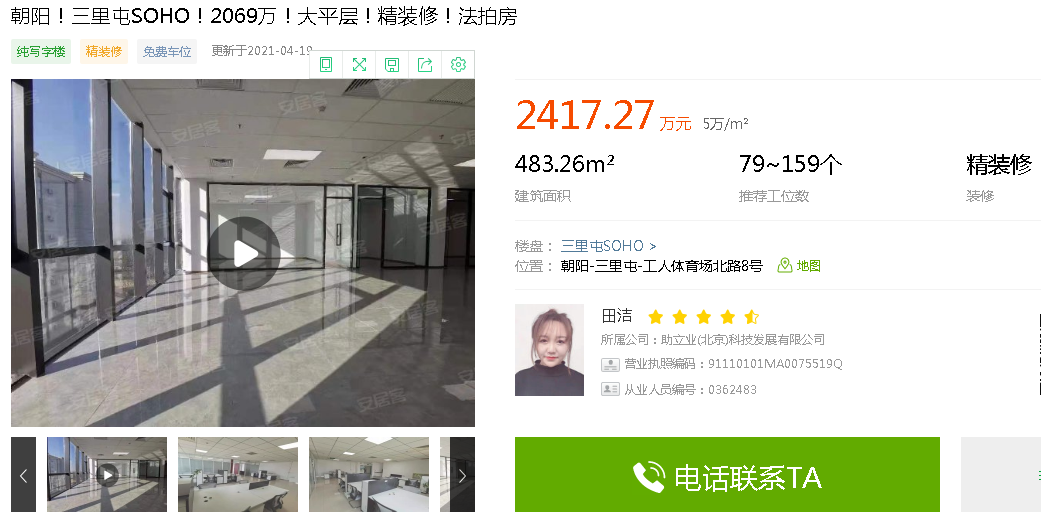 朝阳！三里屯SOHO！2069万！大平层！精装修！法拍房
纯写字楼 精装修 免费车位 更新于2021-04-19
安居客
2417.27 万元 5万/m²
483.26m² 79~159个 精装修
建筑面积 推荐工位数 装修
楼盘： 三里屯SOHO >
位置： 朝阳-三里屯-工人体育场北路8号 地图
田洁
所属公司：助立业(北京)科技发展有限公司
营业执照编码：91110101MA0075519Q
从业人员编号：0362483
电话联系TA